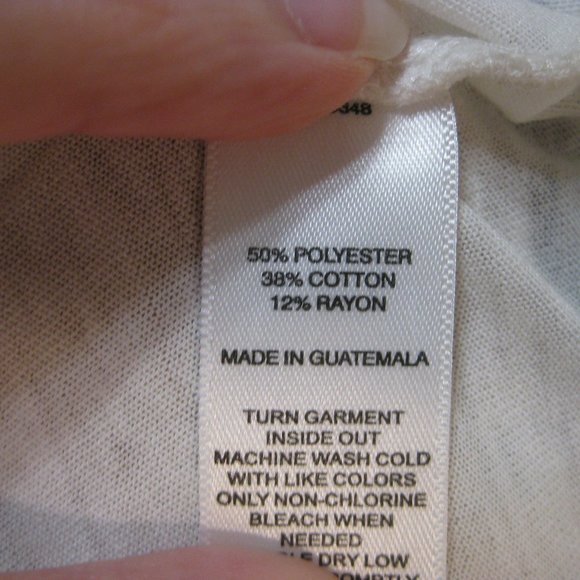 50% POLYESTER
38% COTTON
12% RAYON
MADE IN GUATEMALA
TURN GARMENT
INSIDE OUT
MACHINE WASH COLD
WITH LIKE COLORS
ONLY NON-CHLORINE
BLEACH WHEN
NEEDED
DRY LOW